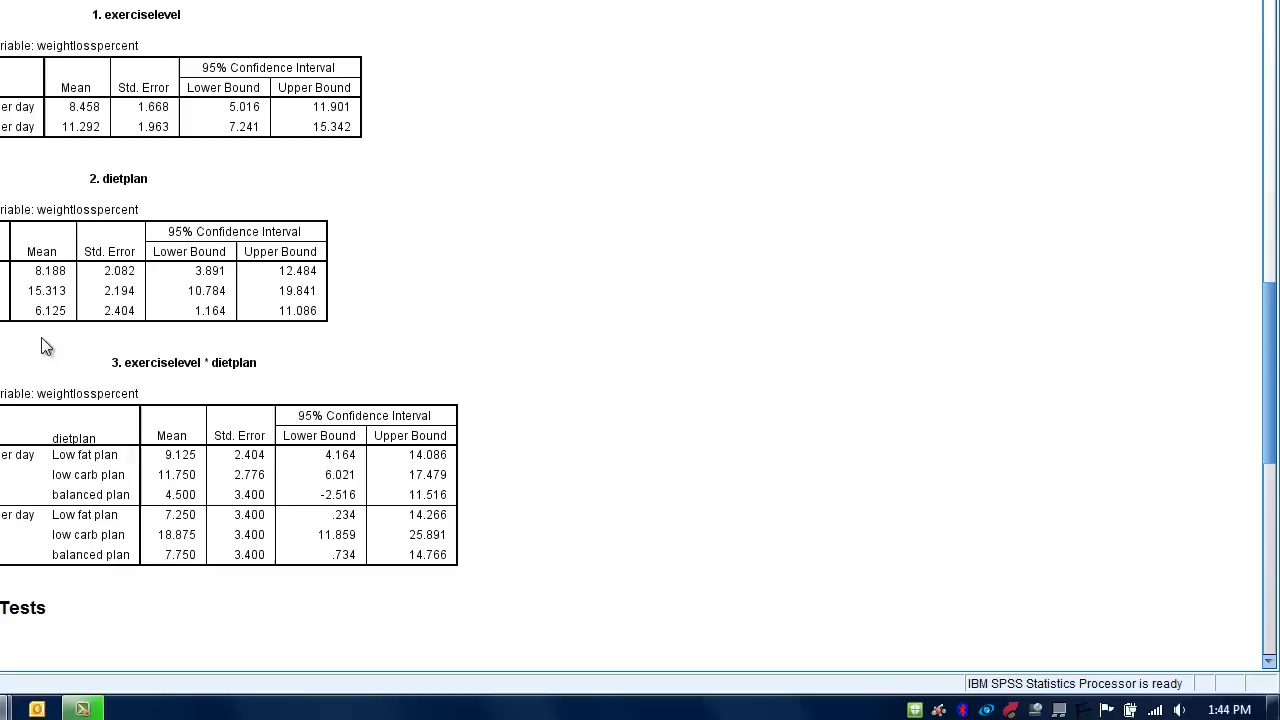 1. exerciselevel
riable: weightlosspercent
95% Confidence Interval
Mean Std. Error Lower Bound Upper Bound
er day 8.458 1.668 5.016 11.901
er day 11.292 1.963 7.241 15.342
2. dietplan
riable: weightlosspercent
95% Confidence Interval
Mean Std. Error Lower Bound Upper Bound
8.188 2.082 3.891 12.484
15.313 2.194 10.784 19.841
6.125 2.404 1.164 11.086
3. exerciselevel * dietplan
riable: weightlosspercent
95% Confidence Interval
dietplan Mean Std. Error Lower Bound Upper Bound
er day Low fat plan 9.125 2.404 4.164 14.086
low carb plan 11.750 2.776 6.021 17.479
balanced plan 4.500 3.400 -2.516 11.516
er day Low fat plan 7.250 3.400 .234 14.266
low carb plan 18.875 3.400 11.859 25.891
balanced plan 7.750 3.400 .734 14.766
Tests
IBM SPSS Statistics Processor is ready
1:44 PM